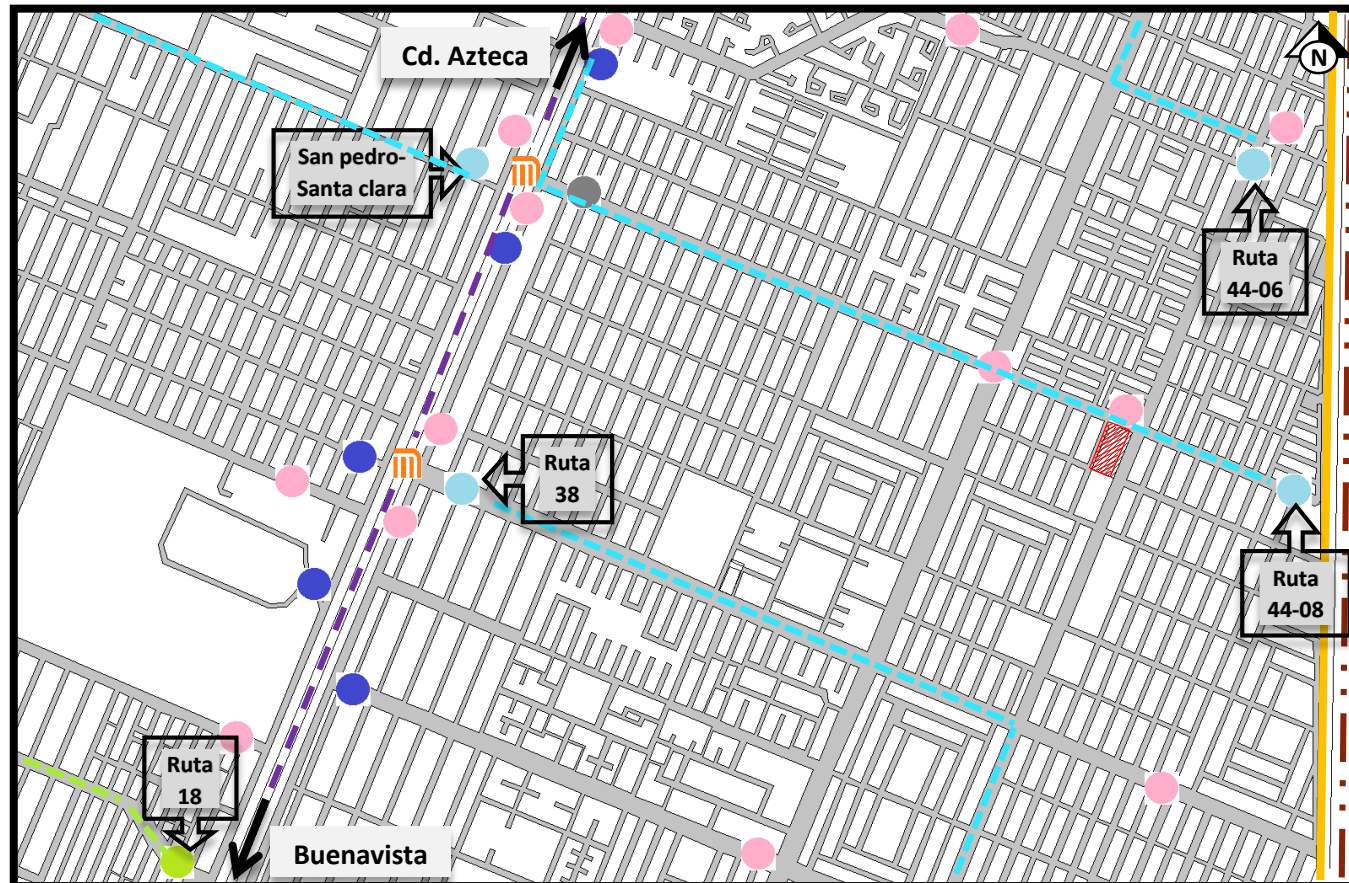 Cd. Azteca
N
San pedro-
Santa clara
Ruta
44-06
Ruta
38
Ruta
44-08
Ruta
18
Buenavista